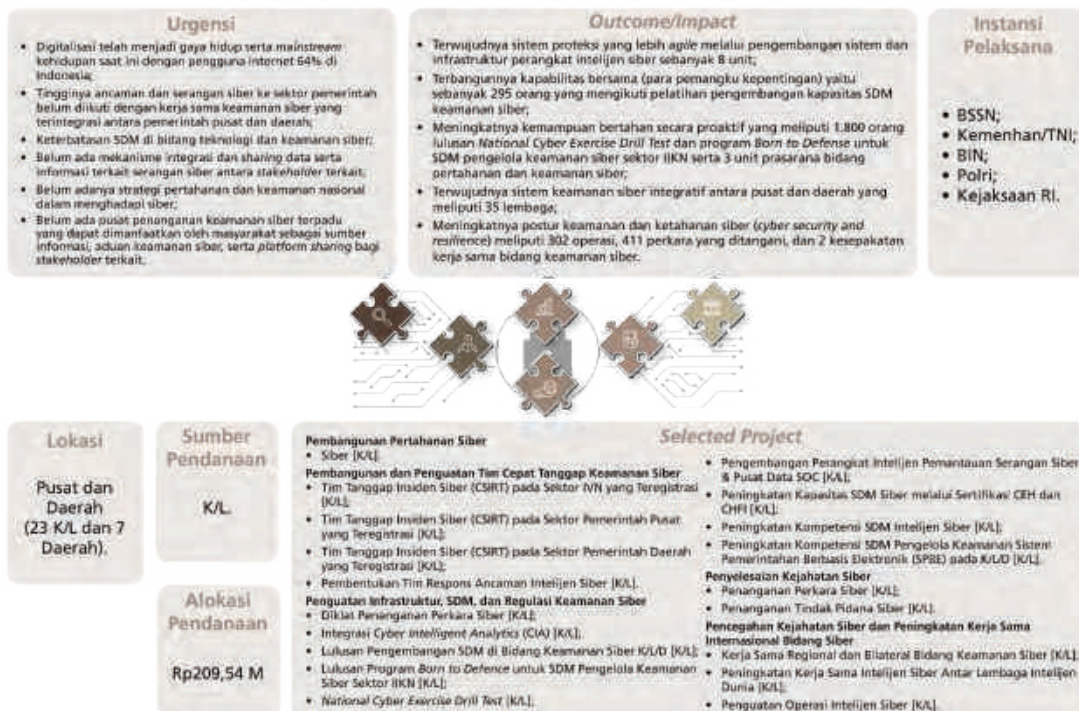 Urgensi
• Digitalisasi telah menjadi gaya hidup serta mainstream
kehidupan saat ini dengan pengguna internet 64% di
Indonesia;
• Tingginya ancaman dan serangan siber ke sektor pemerintah
belum diikuti dengan kerja sama keamanan siber yang
terintegrasi antara pemerintah pusat dan daerah;
• Keterbatasan SDM di bidang teknologi dan keamanan siber;
• Belum ada mekanisme integrasi dan sharing data serta
informasi terkait serangan siber antara stakeholder terkait;
• Belum adanya strategi pertahanan dan keamanan nasional
dalam menghadapi siber;
• Belum ada pusat penanganan keamanan siber terpadu
yang dapat dimanfaatkan oleh masyarakat sebagai sumber
informasi, aduan keamanan siber, serta platform sharing bagi
stakeholder terkait.
Outcome/Impact
• Terwujudnya sistem proteksi yang lebih agile melalui pengembangan sistem dan
infrastruktur perangkat intelijen siber sebanyak 8 unit;
• Terbangunnya kapabilitas bersama (para pemangku kepentingan) yaitu
sebanyak 295 orang yang mengikuti pelatihan pengembangan kapasitas SDM
keamanan siber;
• Meningkatnya kemampuan bertahan secara proaktif yang meliputi 1.800 orang
lulusan National Cyber Exercise Drill Test dan program Born to Defense untuk
SDM pengelola keamanan siber sektor IIKN serta 3 unit prasarana bidang
pertahanan dan keamanan siber;
• Terwujudnya sistem keamanan siber integratif antara pusat dan daerah yang
meliputi 35 lembaga;
• Meningkatnya postur keamanan dan ketahanan siber (cyber security and
resilience) meliputi 302 operasi, 411 perkara yang ditangani, dan 2 kesepakatan
kerja sama bidang keamanan siber.
Instansi
Pelaksana
• BSSN;
• Kemenhan/TNI;
• BIN;
• Polri;
• Kejaksaan RI.
Lokasi
Pusat dan
Daerah
(23 K/L dan 7
Daerah).
Sumber
Pendanaan
K/L.
Alokasi
Pendanaan
Rp209,54 M
Selected Project
Pembangunan Pertahanan Siber
• Siber [K/L]
Pembangunan dan Penguatan Tim Cepat Tanggap Keamanan Siber
• Tim Tanggap Insiden Siber (CSIRT) pada Sektor IVN yang Teregistrasi
[K/L];
• Tim Tanggap Insiden Siber (CSIRT) pada Sektor Pemerintah Pusat
yang Teregistrasi [K/L];
• Tim Tanggap Insiden Siber (CSIRT) pada Sektor Pemerintah Daerah
yang Teregistrasi [K/L];
• Pembentukan Tim Respons Ancaman Intelijen Siber [K/L].
Penguatan Infrastruktur, SDM, dan Regulasi Keamanan Siber
• Diklat Penanganan Perkara Siber [K/L];
• Integrasi Cyber Intelligent Analytics (CIA) [K/L];
• Lulusan Pengembangan SDM di Bidang Keamanan Siber K/L/D [K/L];
• Lulusan Program Born to Defence untuk SDM Pengelola Keamanan
Siber Sektor IIKN [K/L];
• National Cyber Exercise Drill Test [K/L];
• Pengembangan Perangkat Intelijen Pemantauan Serangan Siber
& Pusat Data SOC [K/L];
• Peningkatan Kapasitas SDM Siber melalui Sertifikasi CEH dan
CHFI [K/L];
• Peningkatan Kompetensi SDM Intelijen Siber [K/L];
• Peningkatan Kompetensi SDM Pengelola Keamanan Sistem
Pemerintahan Berbasis Elektronik (SPBE) pada K/L/D [K/L].
Penyelesaian Kejahatan Siber
• Penanganan Perkara Siber [K/L];
• Penanganan Tindak Pidana Siber [K/L].
Pencegahan Kejahatan Siber dan Peningkatan Kerja Sama
Internasional Bidang Siber
• Kerja Sama Regional dan Bilateral Bidang Keamanan Siber [K/L];
• Peningkatan Kerja Sama Intelijen Siber Antar Lembaga Intelijen
Dunia [K/L];
• Penguatan Operasi Intelijen Siber [K/L].